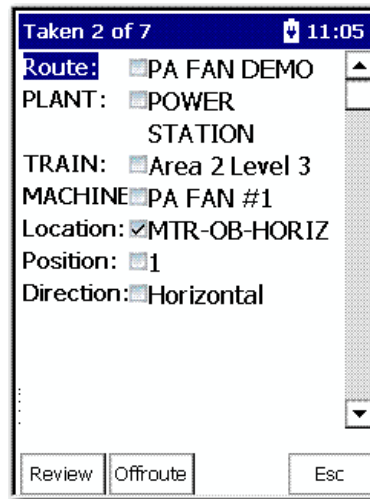 Taken 2 of 7 11:05
Route: PA FAN DEMO
PLANT: POWER
STATION
TRAIN: Area 2 Level 3
MACHINE PA FAN #1
Location: MTR-OB-HORIZ
Position: 1
Direction: Horizontal
Review Offroute Esc